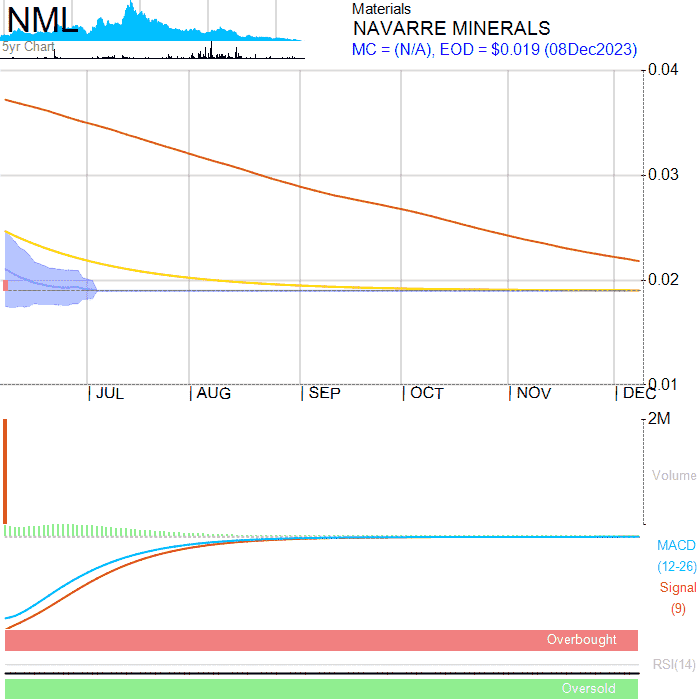 NML
5yr Chart
Materials
NAVARRE MINERALS
MC = (N/A), EOD = $0.019 (08Dec2023)
0.04
0.03
0.02
0.01
JUL
AUG
SEP
OCT
NOV
DEC
2M
Volume
MACD
(12-26)
Signal
(9)
Overbought
RSI(14)
Oversold